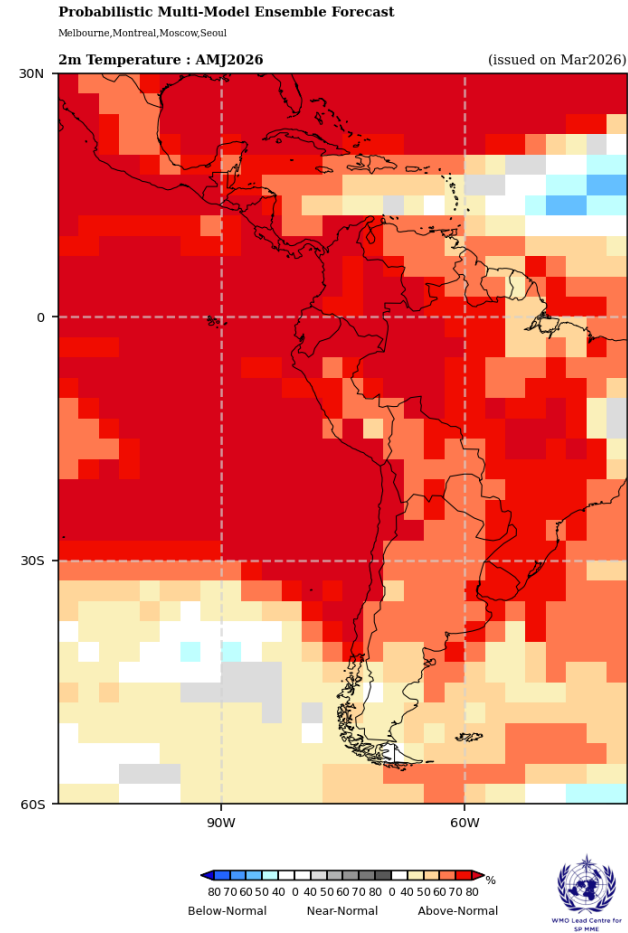 Probabilistic Multi-Model Ensemble Forecast
Melbourne,Montreal,Moscow,Seoul
2m Temperature : AMJ2026 (issued on Mar2026)
30N
0
30S
60S
90W 60W
%
80 70 60 50 40 0 40 50 60 70 80 0 40 50 60 70 80
Below-Normal Near-Normal Above-Normal
WMO Lead Centre for
SP MME